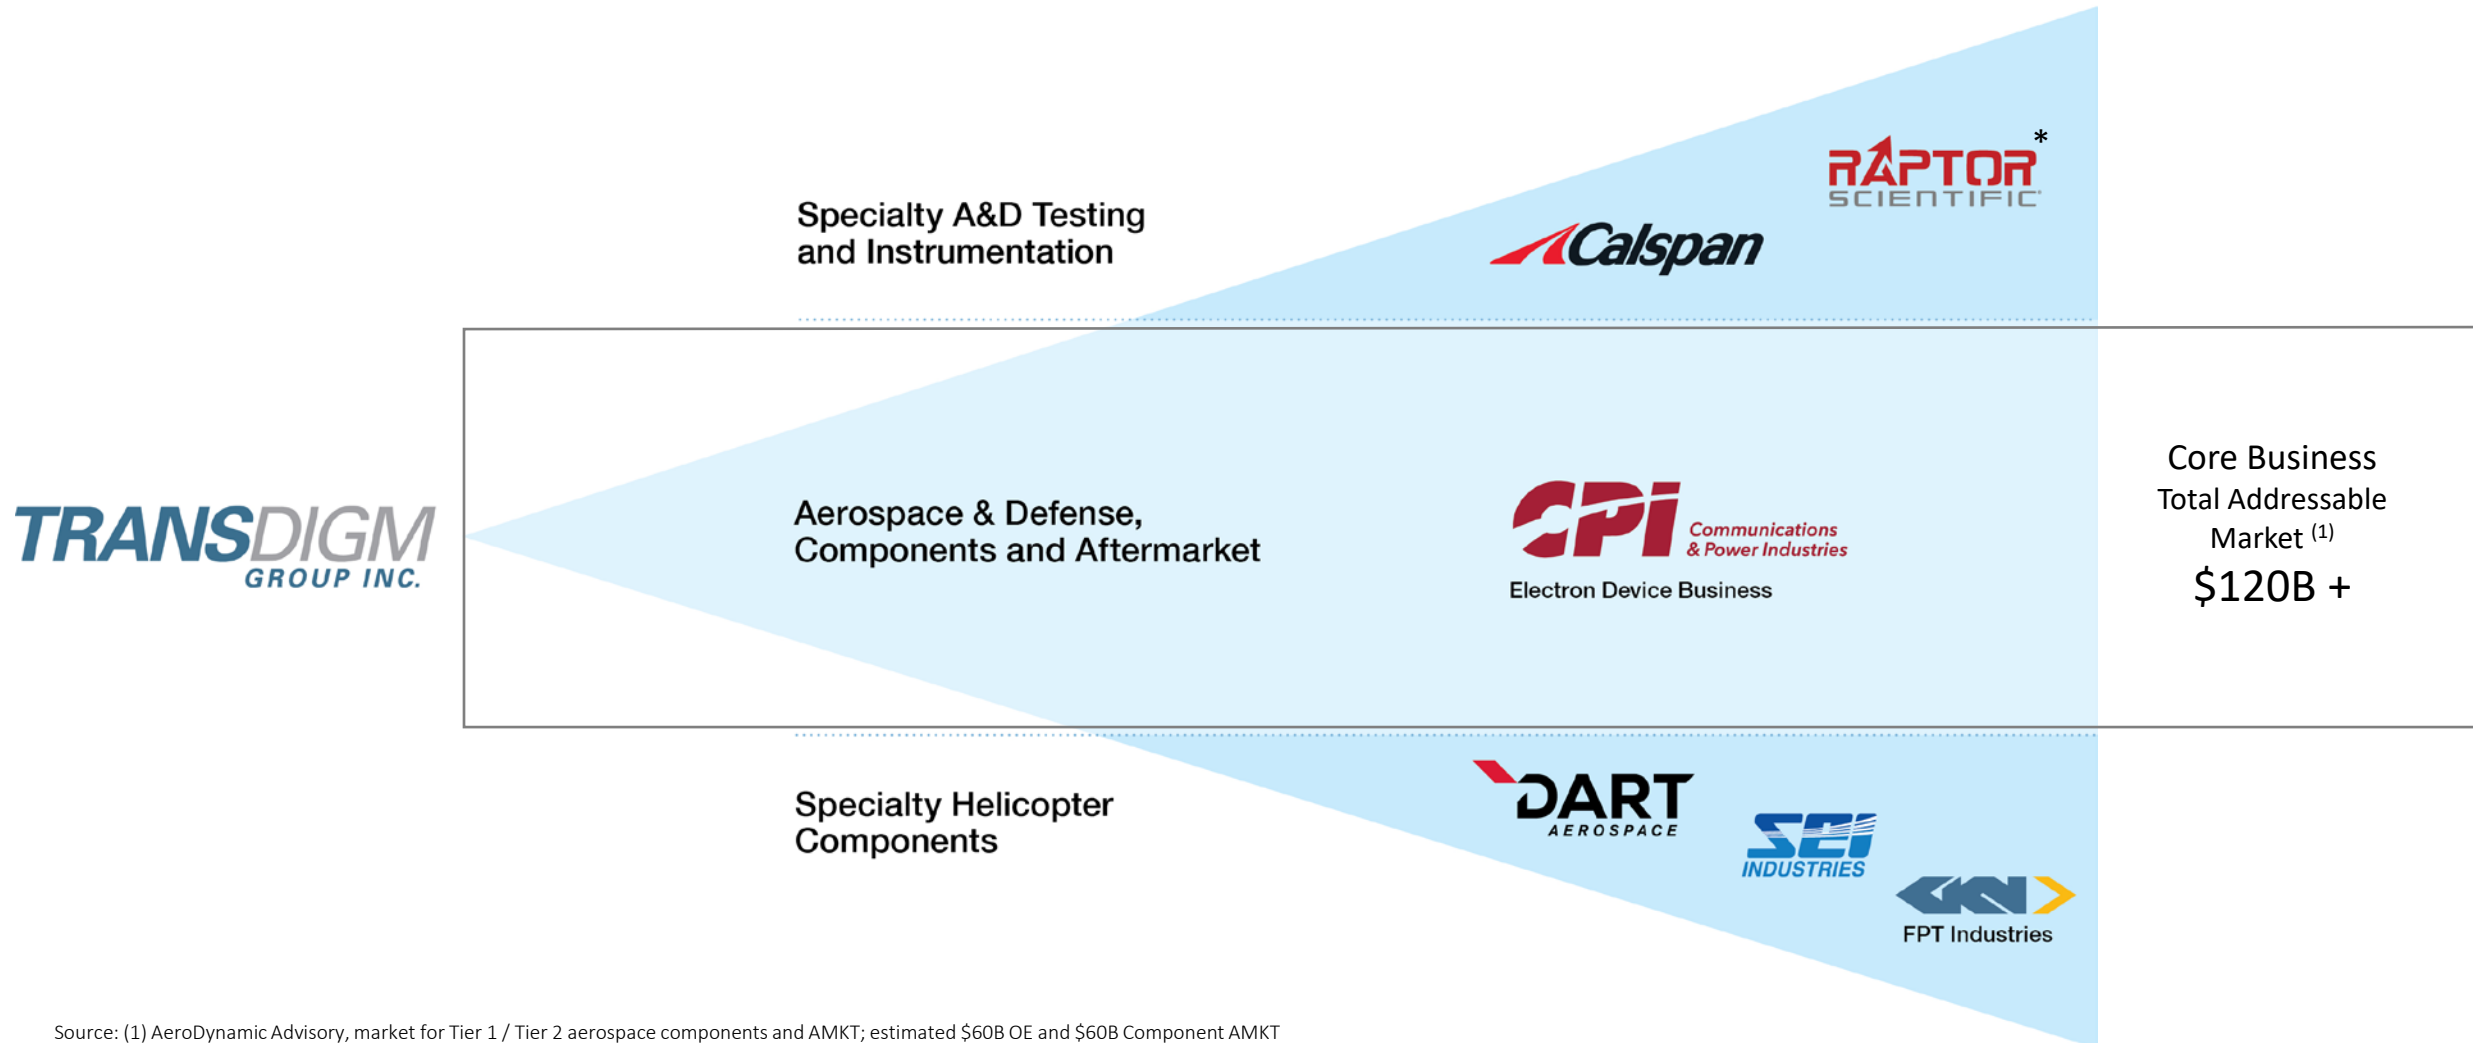 Specialty A&D Testing
and Instrumentation
Calspan
RAPTOR*
SCIENTIFIC
TRANSDIGM
GROUP INC.
Aerospace & Defense,
Components and Aftermarket
CPI
Communications
& Power Industries
Electron Device Business
Core Business
Total Addressable
Market (1)
$120B +
Specialty Helicopter
Components
DART
AEROSPACE
SEI
INDUSTRIES
GKN
FPT Industries
Source: (1) AeroDynamic Advisory, market for Tier 1 / Tier 2 aerospace components and AMKT; estimated $60B OE and $60B Component AMKT